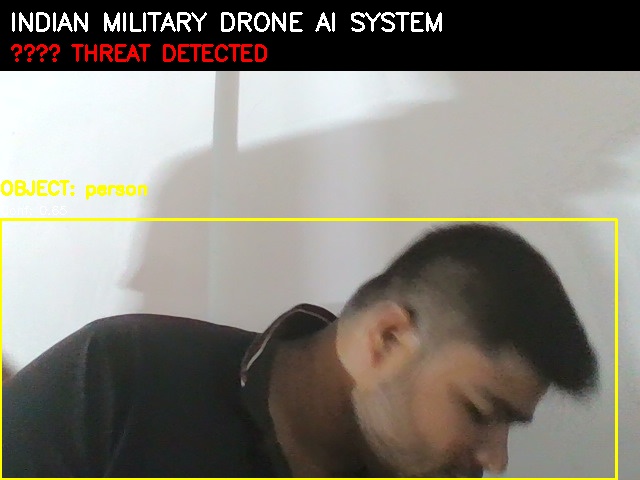 INDIAN MILITARY DRONE AI SYSTEM
???? THREAT DETECTED
OBJECT: person